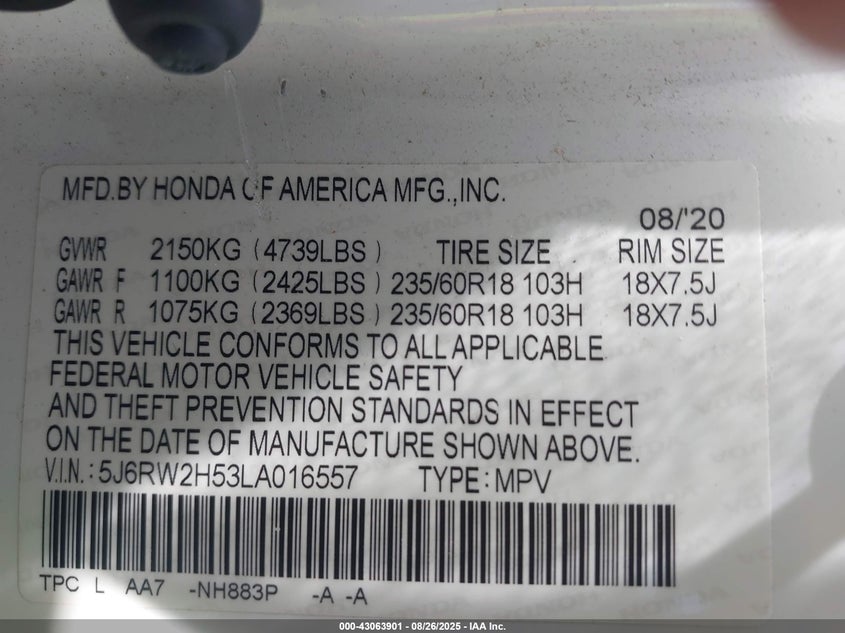 MFD.BY HONDA OF AMERICA MFG.,INC.
08/'20
GVWR 2150KG (4739LBS) TIRE SIZE RIM SIZE
GAWR F 1100KG (2425LBS) 235/60R18 103H 18X7.5J
GAWR R 1075KG (2369LBS) 235/60R18 103H 18X7.5J
THIS VEHICLE CONFORMS TO ALL APPLICABLE
FEDERAL MOTOR VEHICLE SAFETY
AND THEFT PREVENTION STANDARDS IN EFFECT
ON THE DATE OF MANUFACTURE SHOWN ABOVE.
V.I.N.:5J6RW2H53LA016557 TYPE:MPV
TPC L AA7 -NH883P -A -A
000-43063901 - 08/26/2025 - IAA Inc.